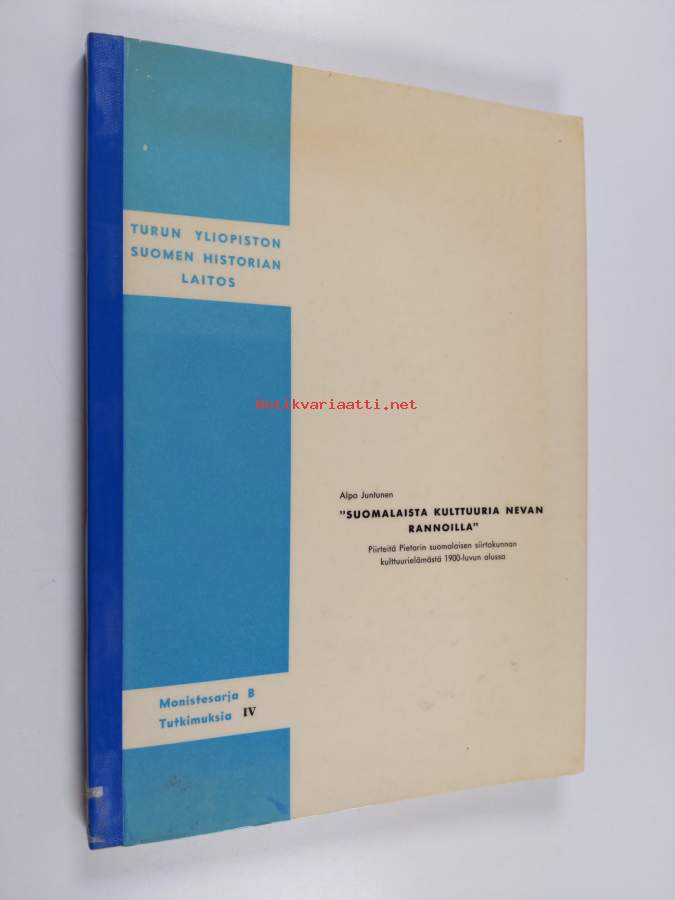 TURUN YLIOPISTON
SUOMEN HISTORIAN
LAITOS
Antikvariaatti.net
Alpo Juntunen
"SUOMALAISTA KULTTUURIA NEVAN
RANNOILLA"
Piirteitä Pietarin suomalaisen siirtokunnan
kulttuurielämästä 1900-luvun alussa
Monistesarja B
Tutkimuksia IV